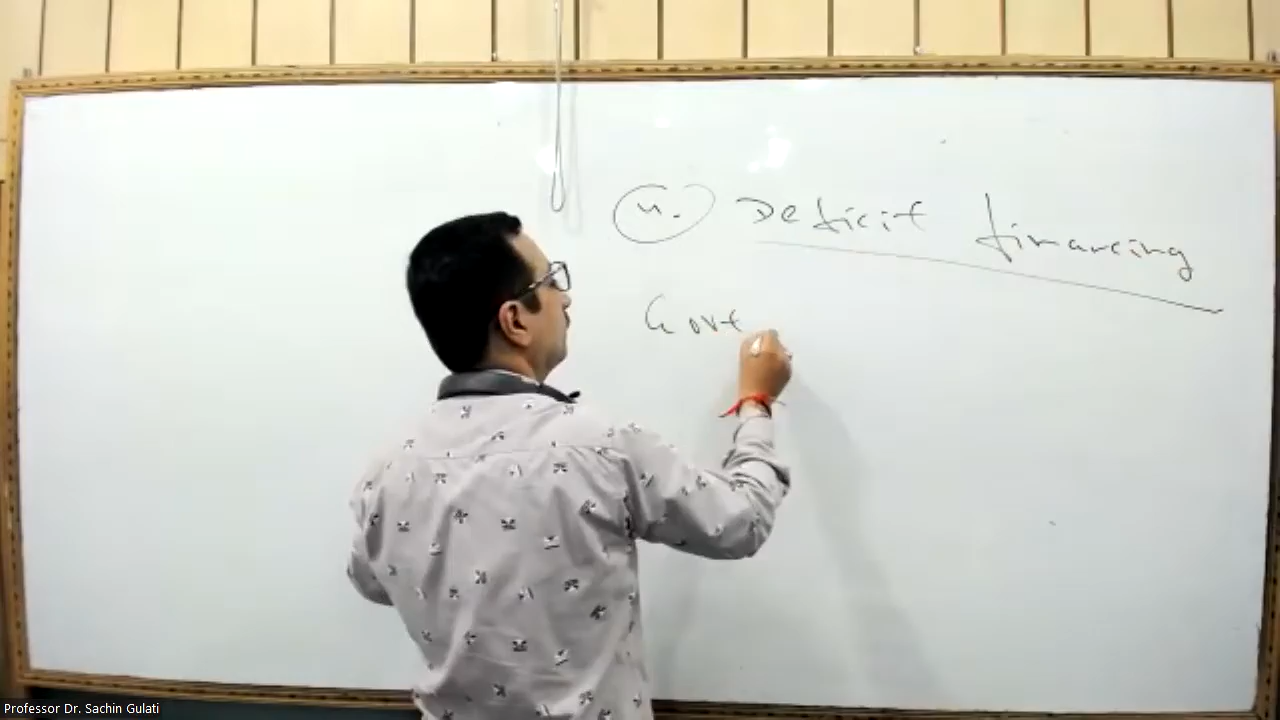 4. Deficit financing
Govt
Professor Dr. Sachin Gulati